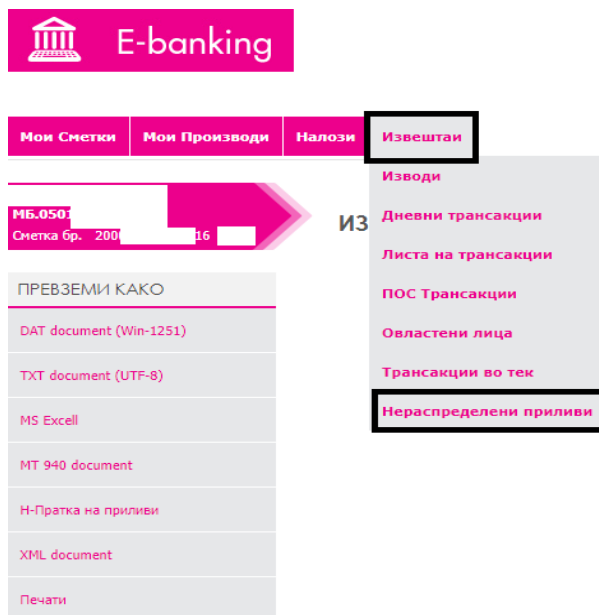 E-banking
Мои Сметки Мои Производи Налози Извештаи
Изводи
Дневни трансакции
Листа на трансакции
ПОС Трансакции
Овластени лица
Трансакции во тек
Нераспределени приливи
МБ.0501
Сметка бр. 200 16
ИЗ
ПРЕВЗЕМИ КАКО
DAT document (Win-1251)
TXT document (UTF-8)
MS Excell
MT 940 document
Н-Пратка на приливи
XML document
Печати